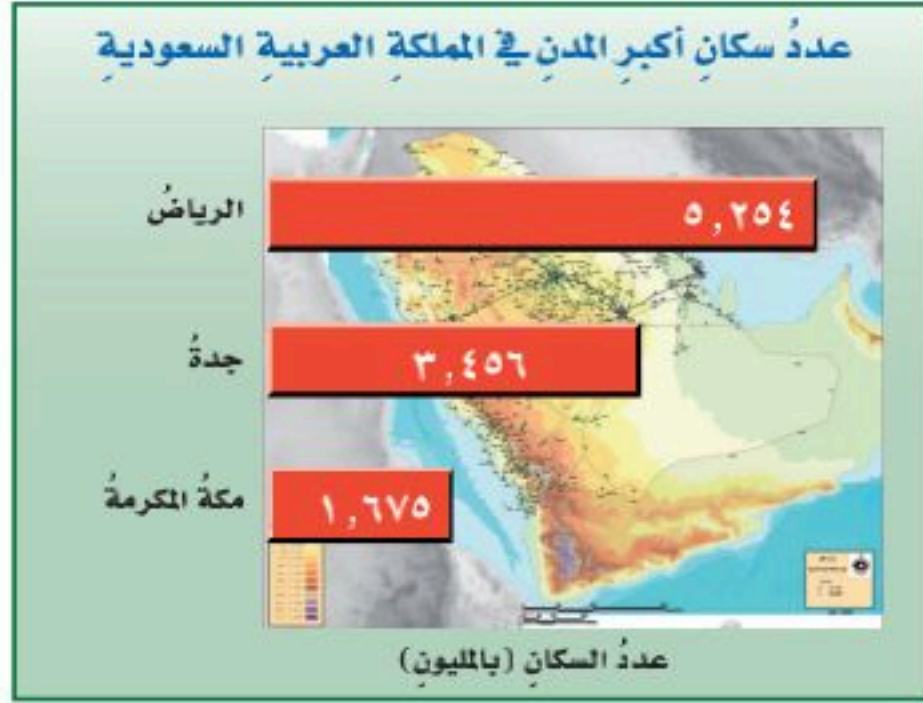 عددُ سكانِ أكبرِ المدنِ في المملكةِ العربيةِ السعوديةِ
الرياضُ
٥,٢٥٤
جدةُ
٣,٤٥٦
مكةُ المكرمةُ
١,٦٧٥
عددُ السكانِ (بالمليونِ)